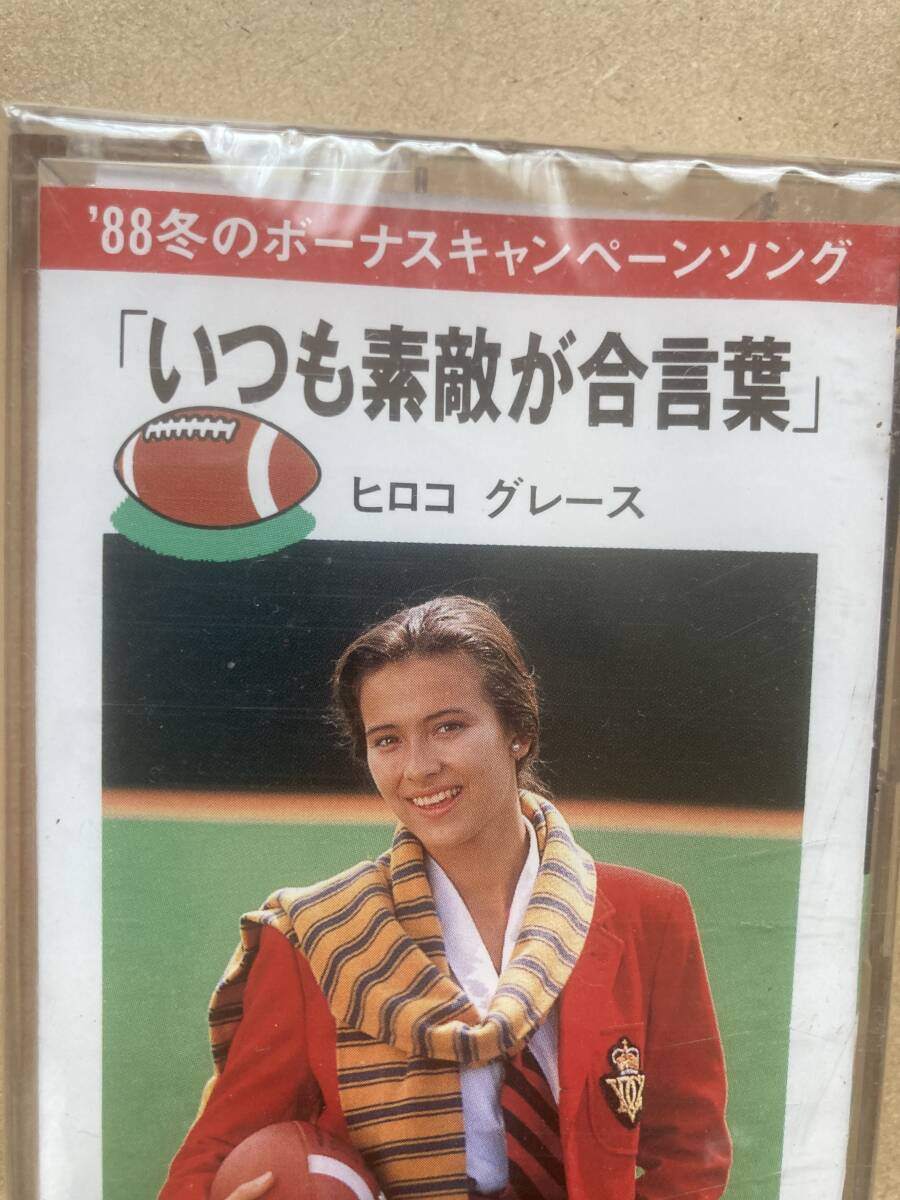 '88冬のボーナスキャンペーンソング
「いつも素敵が合言葉」
ヒロコ グレース